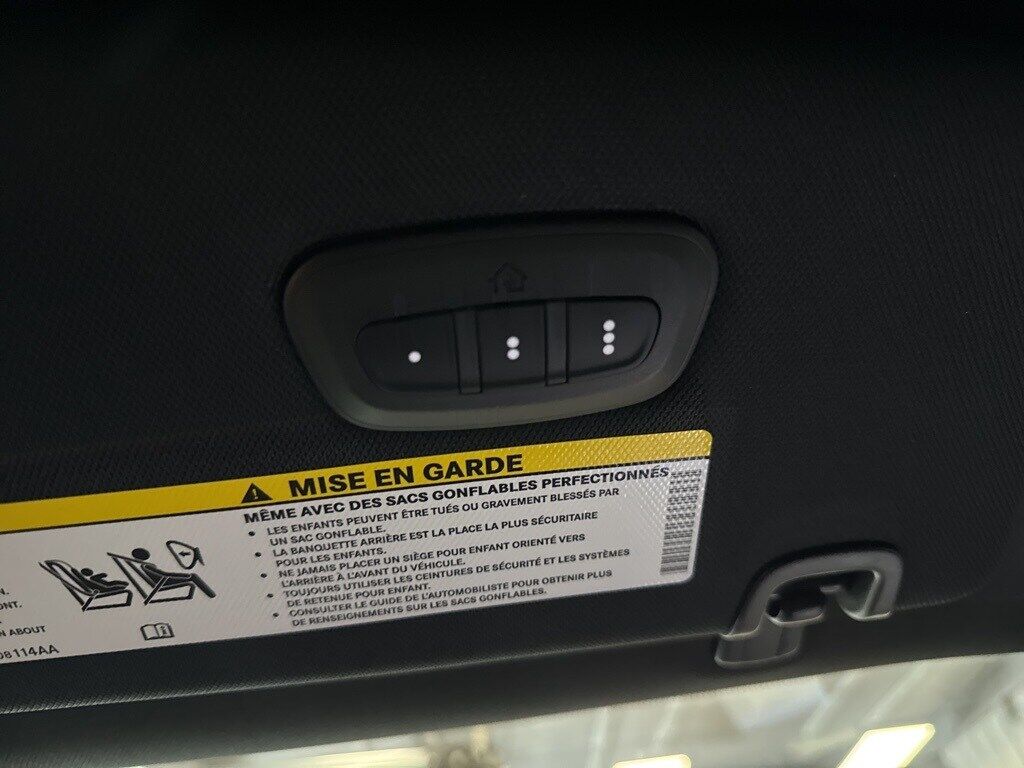 MISE EN GARDE
MÊME AVEC DES SACS GONFLABLES PERFECTIONNÉS
• LES ENFANTS PEUVENT ÊTRE TUÉS OU GRAVEMENT BLESSÉS PAR
UN SAC GONFLABLE.
• LA BANQUETTE ARRIÈRE EST LA PLACE LA PLUS SÉCURITAIRE
POUR LES ENFANTS.
• NE JAMAIS PLACER UN SIÈGE POUR ENFANT ORIENTÉ VERS
L'ARRIÈRE À L'AVANT DU VÉHICULE.
• TOUJOURS UTILISER LES CEINTURES DE SÉCURITÉ ET LES SYSTÈMES
DE RETENUE POUR ENFANT.
• CONSULTER LE GUIDE DE L'AUTOMOBILISTE POUR OBTENIR PLUS
DE RENSEIGNEMENTS SUR LES SACS GONFLABLES.
ABOUT
08114AA